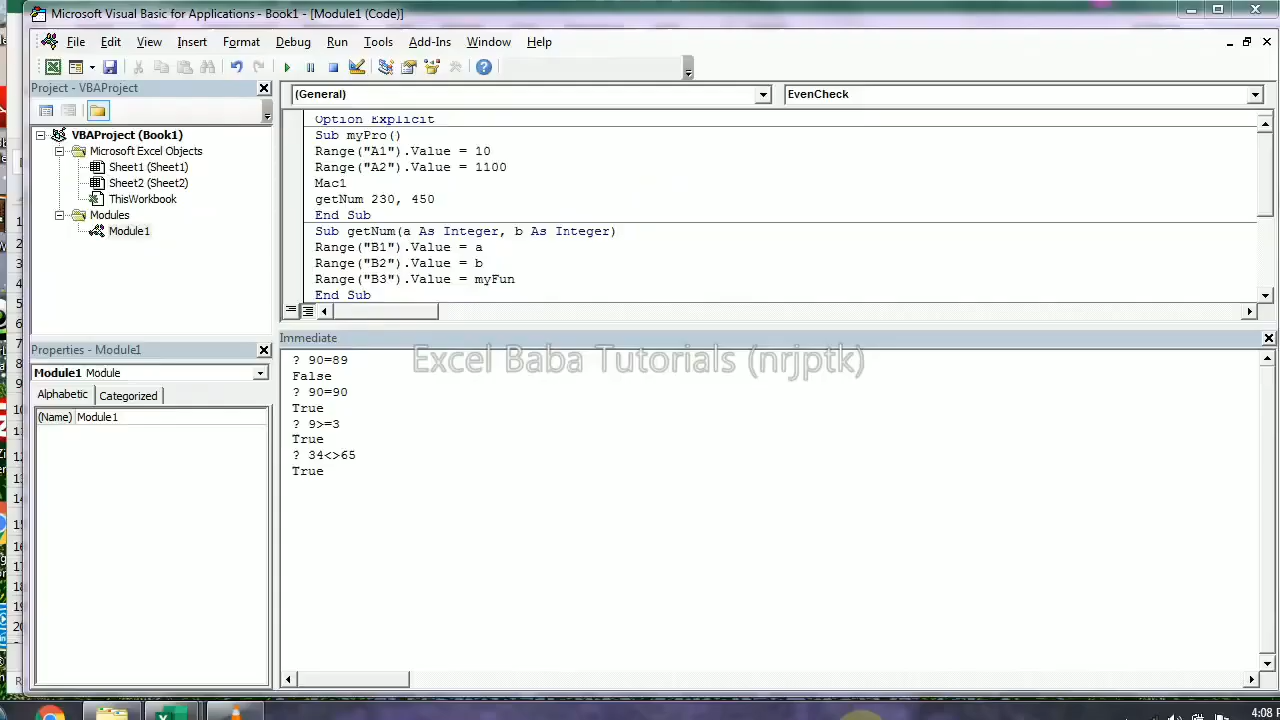 Microsoft Visual Basic for Applications - Book1 - [Module1 (Code)]
File Edit View Insert Format Debug Run Tools Add-Ins Window Help
Project - VBAProject
VBAProject (Book1)
Microsoft Excel Objects
Sheet1 (Sheet1)
Sheet2 (Sheet2)
ThisWorkbook
Modules
Module1
Properties - Module1
Module1 Module
Alphabetic Categorized
(Name) Module1
(General) EvenCheck
Option Explicit
Sub myPro()
Range("A1").Value = 10
Range("A2").Value = 1100
Mac1
getNum 230, 450
End Sub
Sub getNum(a As Integer, b As Integer)
Range("B1").Value = a
Range("B2").Value = b
Range("B3").Value = myFun
End Sub
Immediate
Excel Baba Tutorials (nrjptk)
? 90=89
False
? 90=90
True
? 9>=3
True
? 34<>65
True
4:08